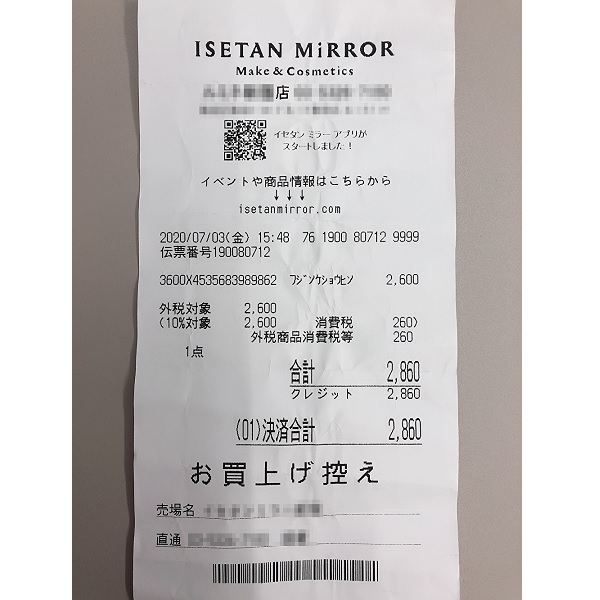 ISETAN MiRROR
Make & Cosmetics
店
イセタン ミラー アプリが
スタートしました!
イベントや商品情報はこちらから
↓↓↓
isetanmirror.com
2020/07/03(金) 15:48 76 1900 80712 9999
伝票番号190080712
3600X4535683989862 フジンケショウヒン 2,600
外税対象 2,600
(10%対象 2,600 消費税 260)
外税商品消費税等 260
1点
合計 2,860
クレジット 2,860
(01)決済合計 2,860
お買上げ控え
売場名
直通